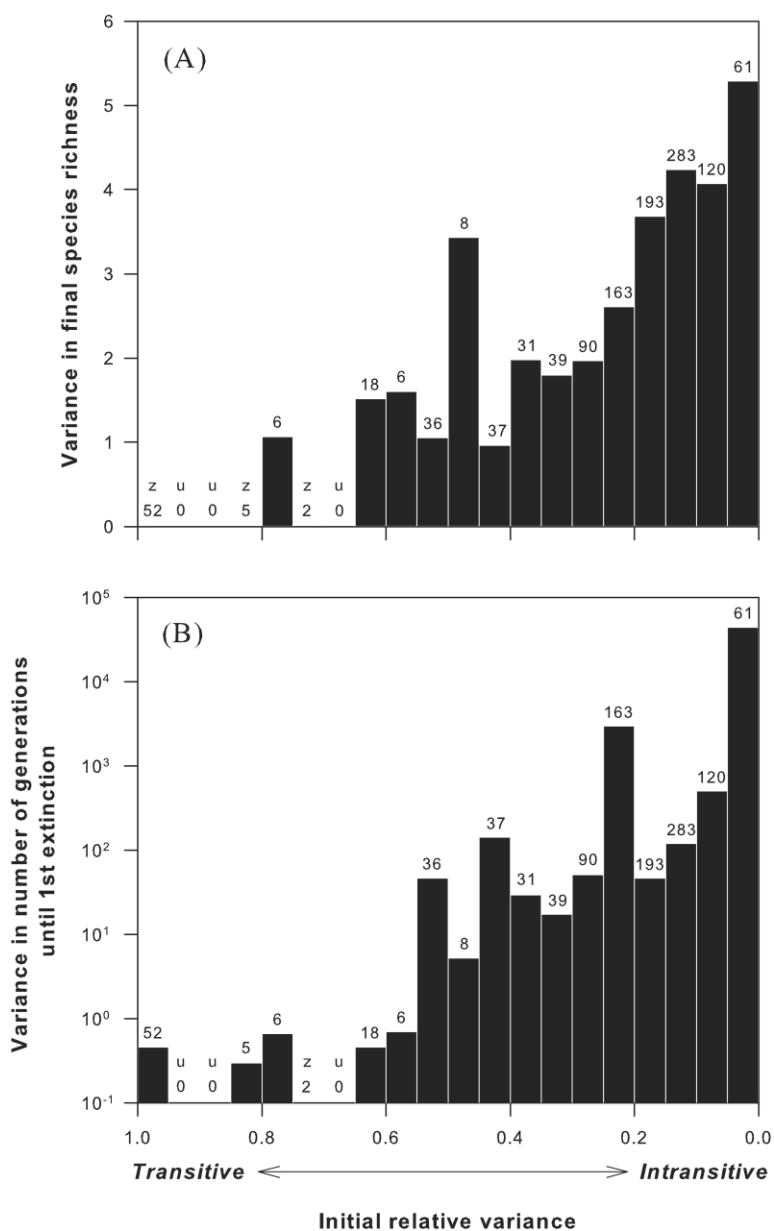 (A)
Variance in final species richness
6
5
4
3
2
1
0
z u u z 6 z u 18 6 36 8 37 31 39 90 163 193 283 120 61
52 0 0 5 2 0
(B)
Variance in number of generations
until 1st extinction
10^5
10^4
10^3
10^2
10^1
10^0
10^-1
52 u u 5 6 z u 18 6 36 8 37 31 39 90 163 193 283 120 61
0 0 2 0
1.0 0.8 0.6 0.4 0.2 0.0
Transitive Intransitive
Initial relative variance